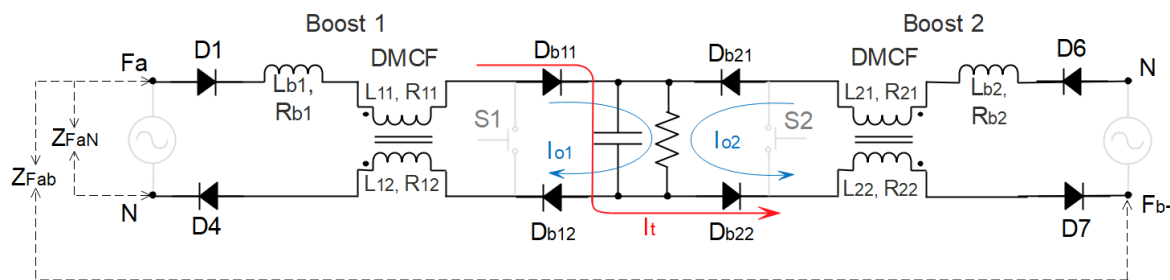 Boost 1
Boost 2
Fa
D1
DMCF
Db11
Db21
DMCF
D6
N
Lb1,
Rb1
L11, R11
L21, R21
Lb2,
Rb2
ZFaN
ZFab
S1
Io1
Io2
S2
L12, R12
L22, R22
N
D4
Db12
It
Db22
D7
Fb-